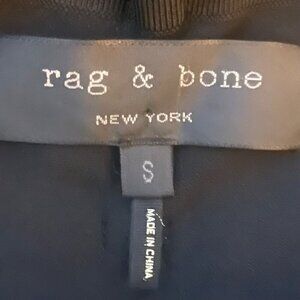 rag & bone
NEW YORK
S
MADE IN CHINA